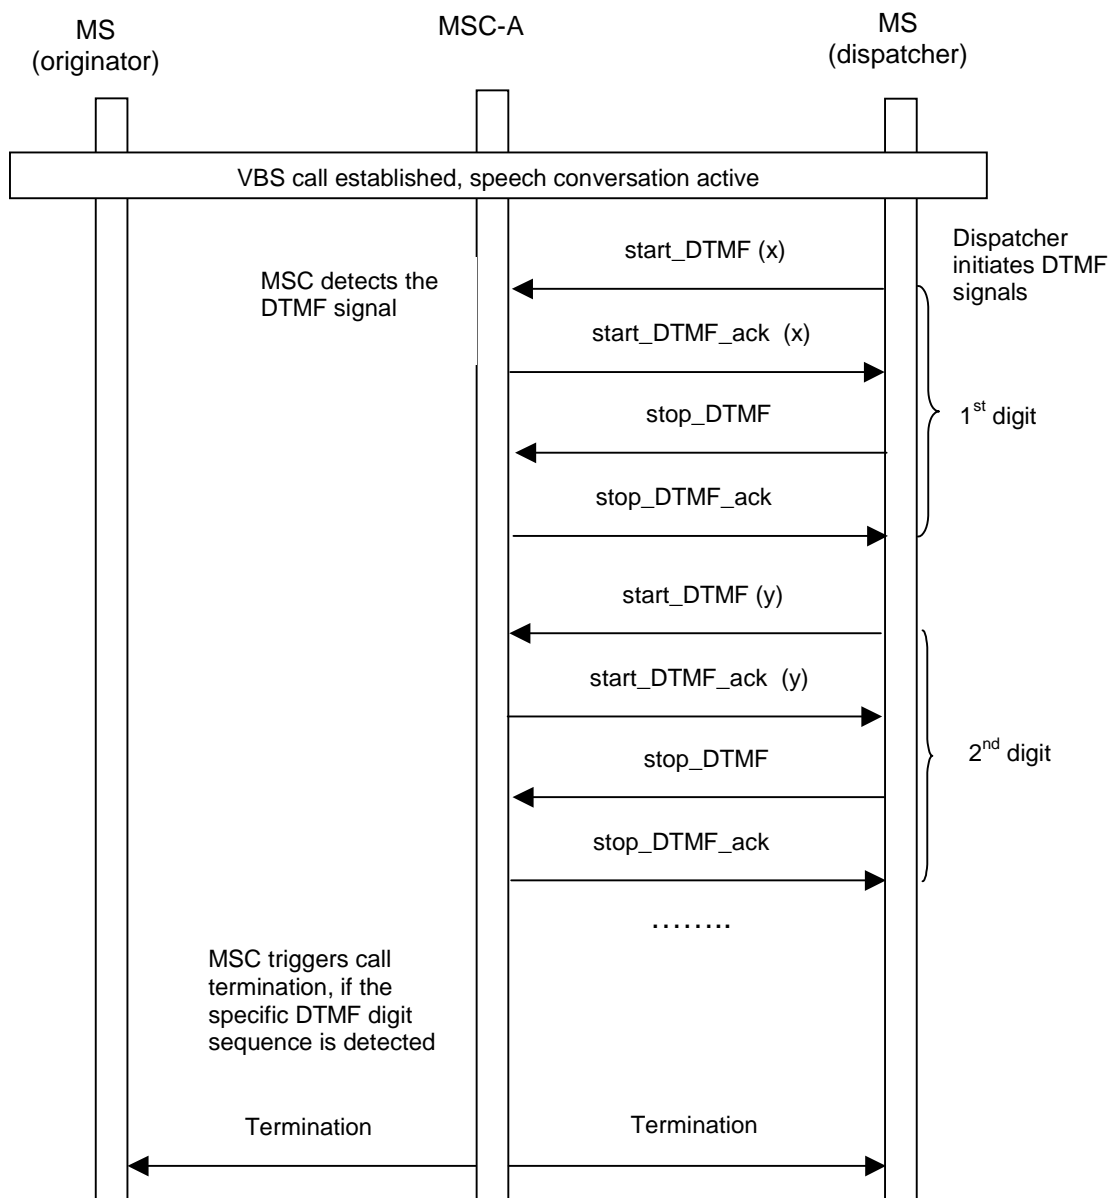 MS
(originator)
MSC-A
MS
(dispatcher)
VBS call established, speech conversation active
start_DTMF (x)
Dispatcher
initiates DTMF
signals
MSC detects the
DTMF signal
start_DTMF_ack (x)
stop_DTMF
1st digit
stop_DTMF_ack
start_DTMF (y)
start_DTMF_ack (y)
stop_DTMF
2nd digit
stop_DTMF_ack
........
MSC triggers call
termination, if the
specific DTMF digit
sequence is detected
Termination
Termination